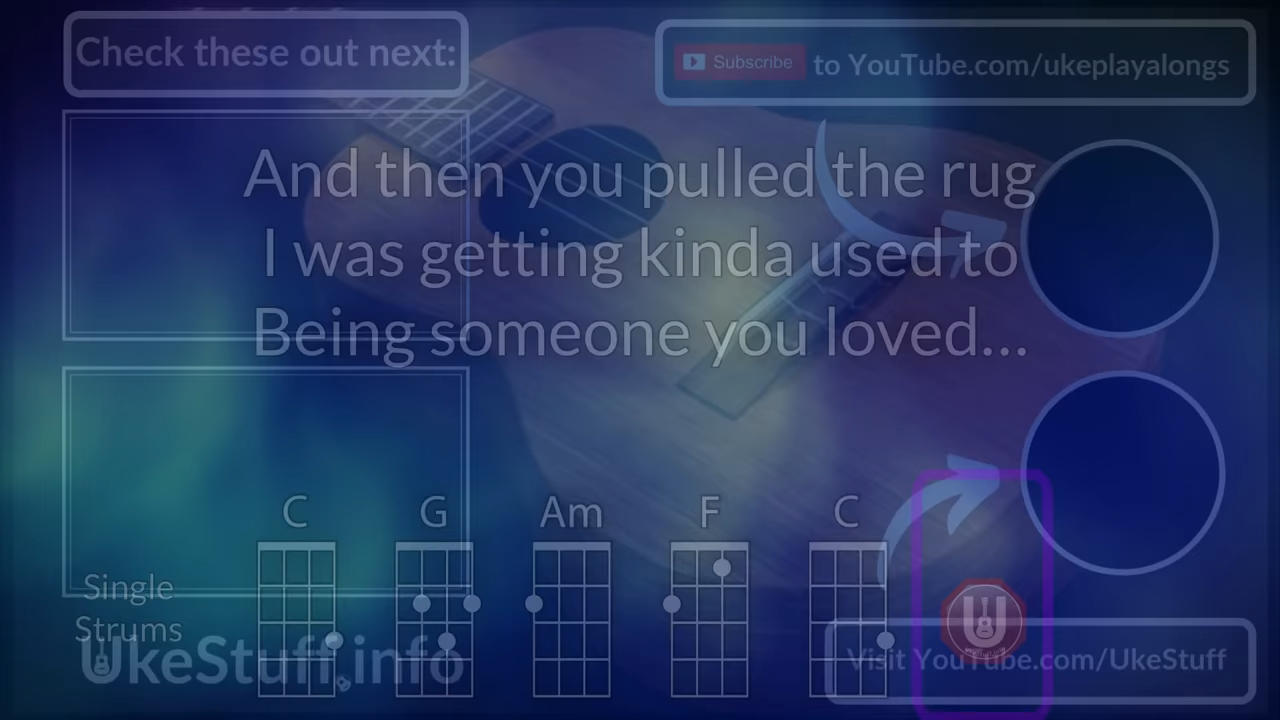 Check these out next:
Subscribe to YouTube.com/ukeplayalongs
And then you pulled the rug
I was getting kinda used to
Being someone you loved...
C G Am F C
Single
Strums
UkeStuff.info
Visit YouTube.com/UkeStuff